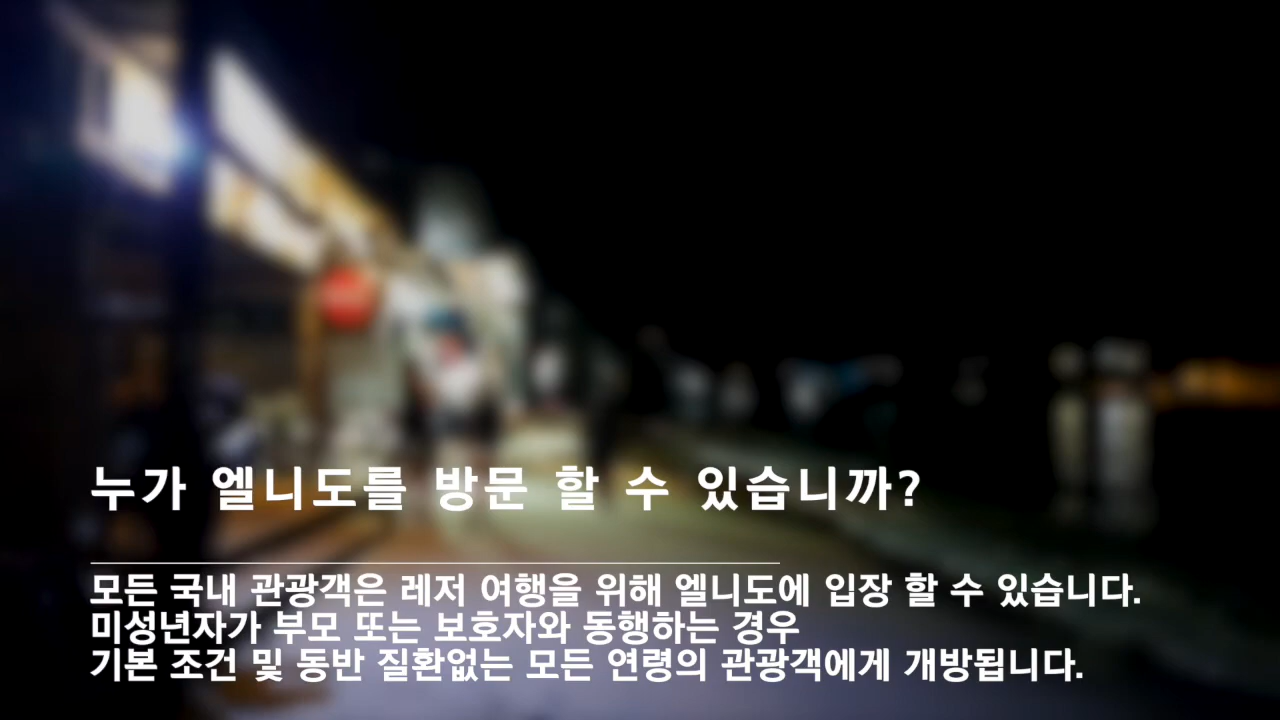 누가 엘니도를 방문 할 수 있습니까?
모든 국내 관광객은 레저 여행을 위해 엘니도에 입장 할 수 있습니다.
미성년자가 부모 또는 보호자와 동행하는 경우
기본 조건 및 동반 질환없는 모든 연령의 관광객에게 개방됩니다.